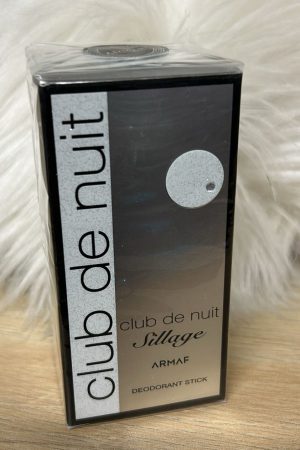 club de nuit
club de nuit
Sillage
ARMAF
DEODORANT STICK